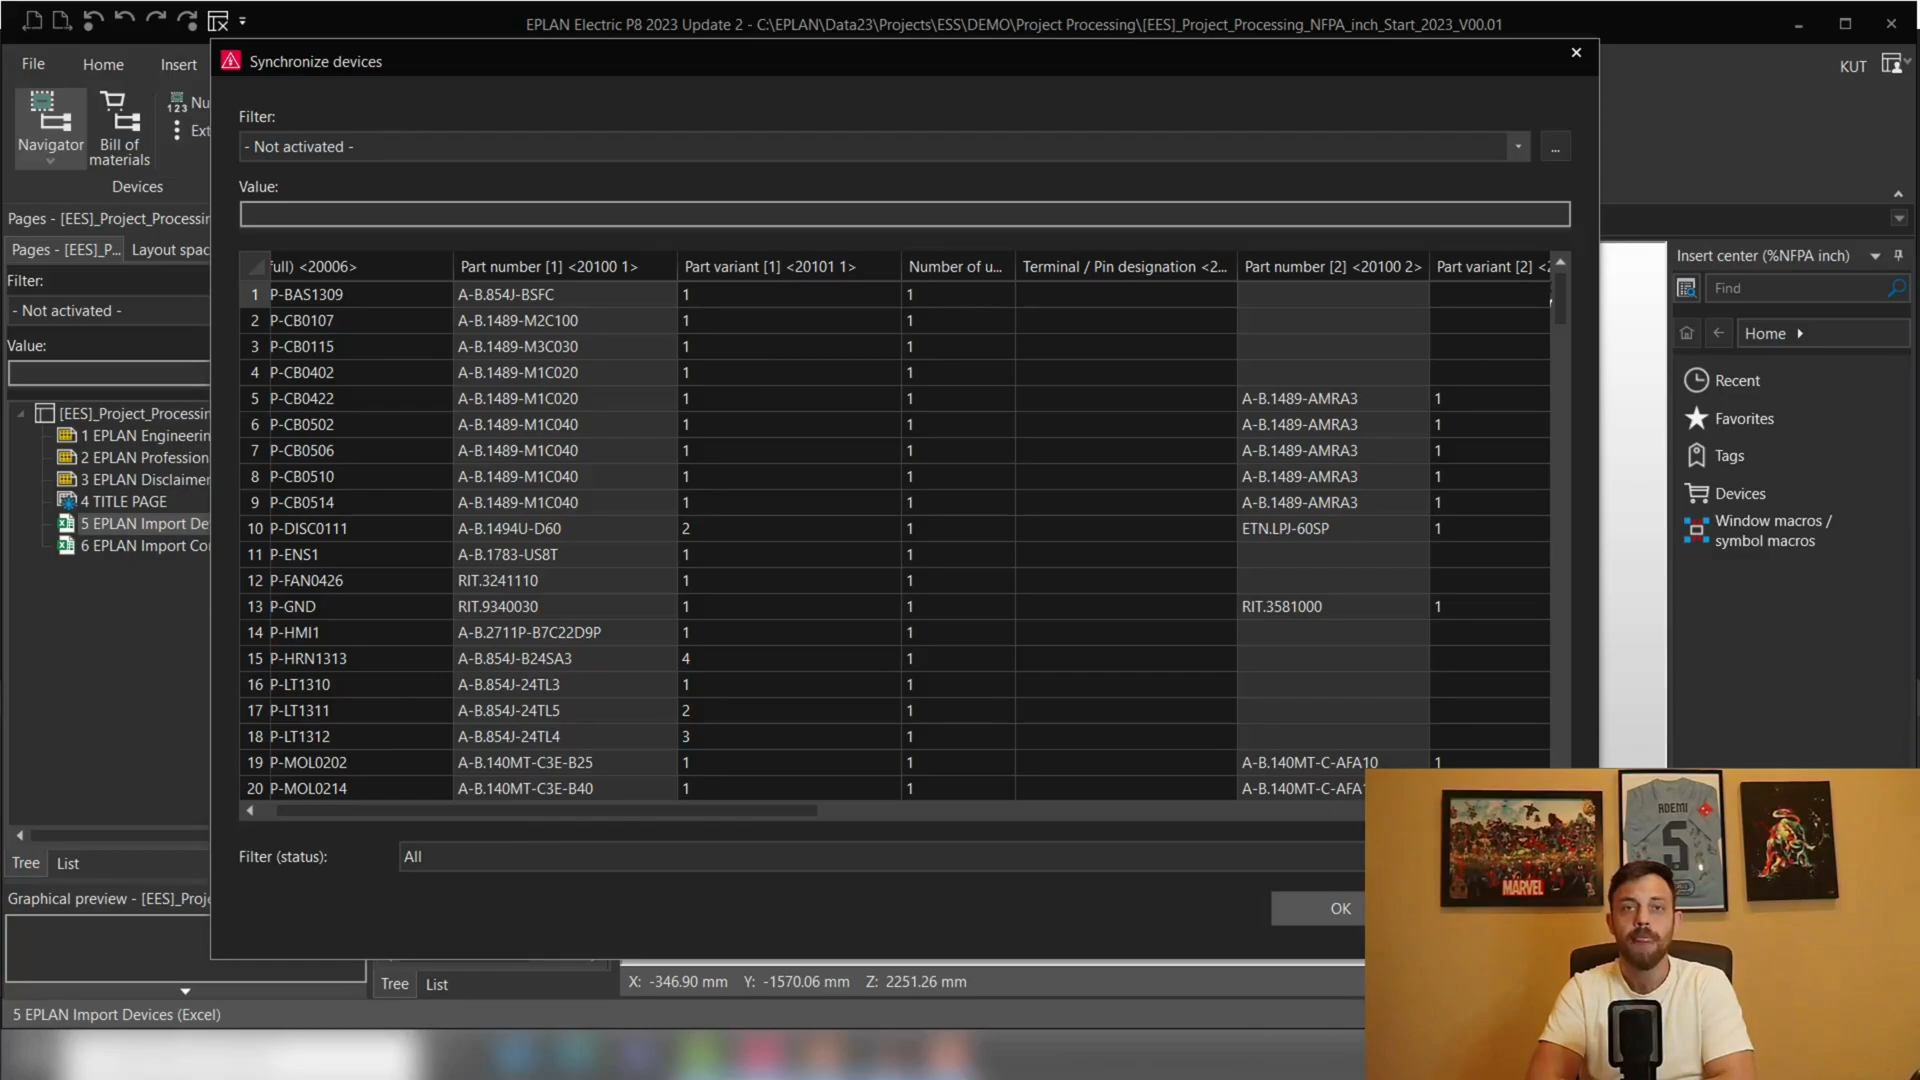 EPLAN Electric P8 2023 Update 2 - C:\EPLAN\Data23\Projects\ESS\DEMO\Project Processing\[EES]_Project_Processing_NFPA_inch_Start_2023_V00.01
File Home Insert
KUT
Navigator
Bill of
materials
123 Nu
Ext
Devices
Pages - [EES]_Project_Processin
Pages - [EES]_P... Layout spac
Filter:
- Not activated -
Value:
[EES]_Project_Processin
1 EPLAN Engineerin
2 EPLAN Profession
3 EPLAN Disclaimer
4 TITLE PAGE
5 EPLAN Import De
6 EPLAN Import Cor
Tree List
Graphical preview - [EES]_Proj
5 EPLAN Import Devices (Excel)
Synchronize devices
Filter:
- Not activated -
...
Value:
full) <20006> Part number [1] <20100 1> Part variant [1] <20101 1> Number of u... Terminal / Pin designation <2... Part number [2] <20100 2> Part variant [2] <2
1 P-BAS1309 A-B.854J-BSFC 1 1
2 P-CB0107 A-B.1489-M2C100 1 1
3 P-CB0115 A-B.1489-M3C030 1 1
4 P-CB0402 A-B.1489-M1C020 1 1
5 P-CB0422 A-B.1489-M1C020 1 1 A-B.1489-AMRA3 1
6 P-CB0502 A-B.1489-M1C040 1 1 A-B.1489-AMRA3 1
7 P-CB0506 A-B.1489-M1C040 1 1 A-B.1489-AMRA3 1
8 P-CB0510 A-B.1489-M1C040 1 1 A-B.1489-AMRA3 1
9 P-CB0514 A-B.1489-M1C040 1 1 A-B.1489-AMRA3 1
10 P-DISC0111 A-B.1494U-D60 2 1 ETN.LPJ-60SP 1
11 P-ENS1 A-B.1783-US8T 1 1
12 P-FAN0426 RIT.3241110 1 1
13 P-GND RIT.9340030 1 1 RIT.3581000 1
14 P-HMI1 A-B.2711P-B7C22D9P 1 1
15 P-HRN1313 A-B.854J-B24SA3 4 1
16 P-LT1310 A-B.854J-24TL3 1 1
17 P-LT1311 A-B.854J-24TL5 2 1
18 P-LT1312 A-B.854J-24TL4 3 1
19 P-MOL0202 A-B.140MT-C3E-B25 1 1 A-B.140MT-C-AFA10 1
20 P-MOL0214 A-B.140MT-C3E-B40 1 1 A-B.140MT-C-AFA1
Filter (status): All
OK
Tree List
X: -346.90 mm Y: -1570.06 mm Z: 2251.26 mm
Insert center (%NFPA inch)
Find
Home
Recent
Favorites
Tags
Devices
Window macros /
symbol macros
MARVEL
RDEMI
5